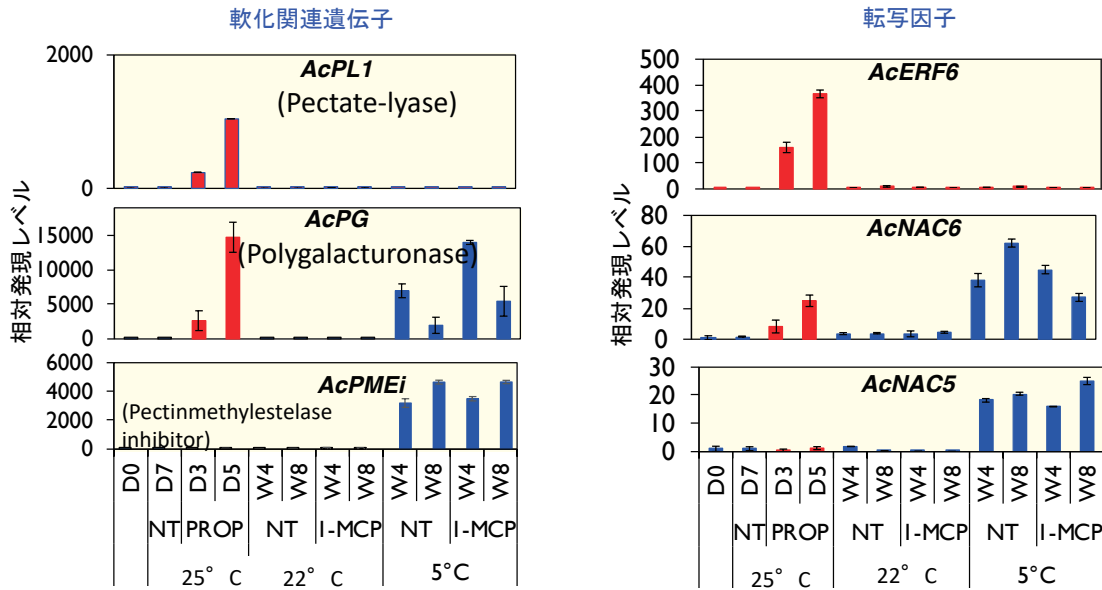 軟化関連遺伝子
相対発現レベル
2000
AcPL1
(Pectate-lyase)
1000
0
AcPG
15000
(Polygalacturonase)
10000
5000
0
6000
AcPMEi
4000
(Pectinmethylestelase
2000
inhibitor)
0
D0 D7 D3 D5 W4 W8 W4 W8 W4 W8 W4 W8
NT PROP NT I-MCP NT I-MCP
25° C 22° C 5°C
転写因子
相対発現レベル
500
AcERF6
400
300
200
100
0
80
AcNAC6
60
40
20
0
30
AcNAC5
20
10
0
D0 D7 D3 D5 W4 W8 W4 W8 W4 W8 W4 W8
NT PROP NT I-MCP NT I-MCP
25° C 22° C 5°C